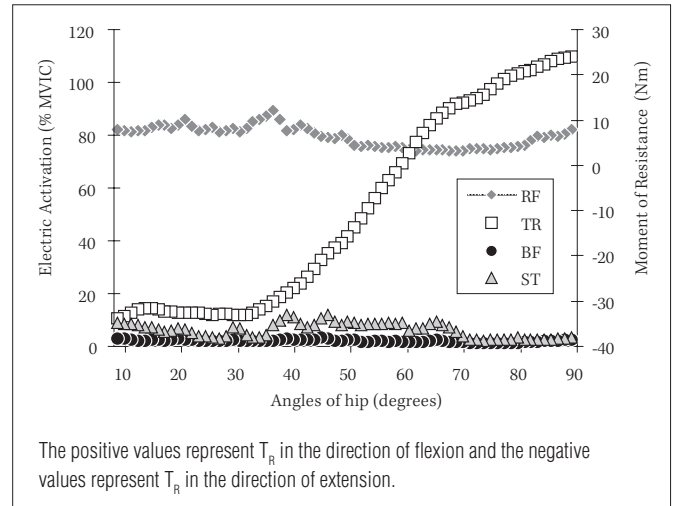 120
100
80
60
40
20
0
Electric Activation (% MVIC)
30
20
10
0
-10
-20
-30
-40
Moment of Resistance (Nm)
RF
TR
BF
ST
10 20 30 40 50 60 70 80 90
Angles of hip (degrees)
The positive values represent T_R in the direction of flexion and the negative
values represent T_R in the direction of extension.